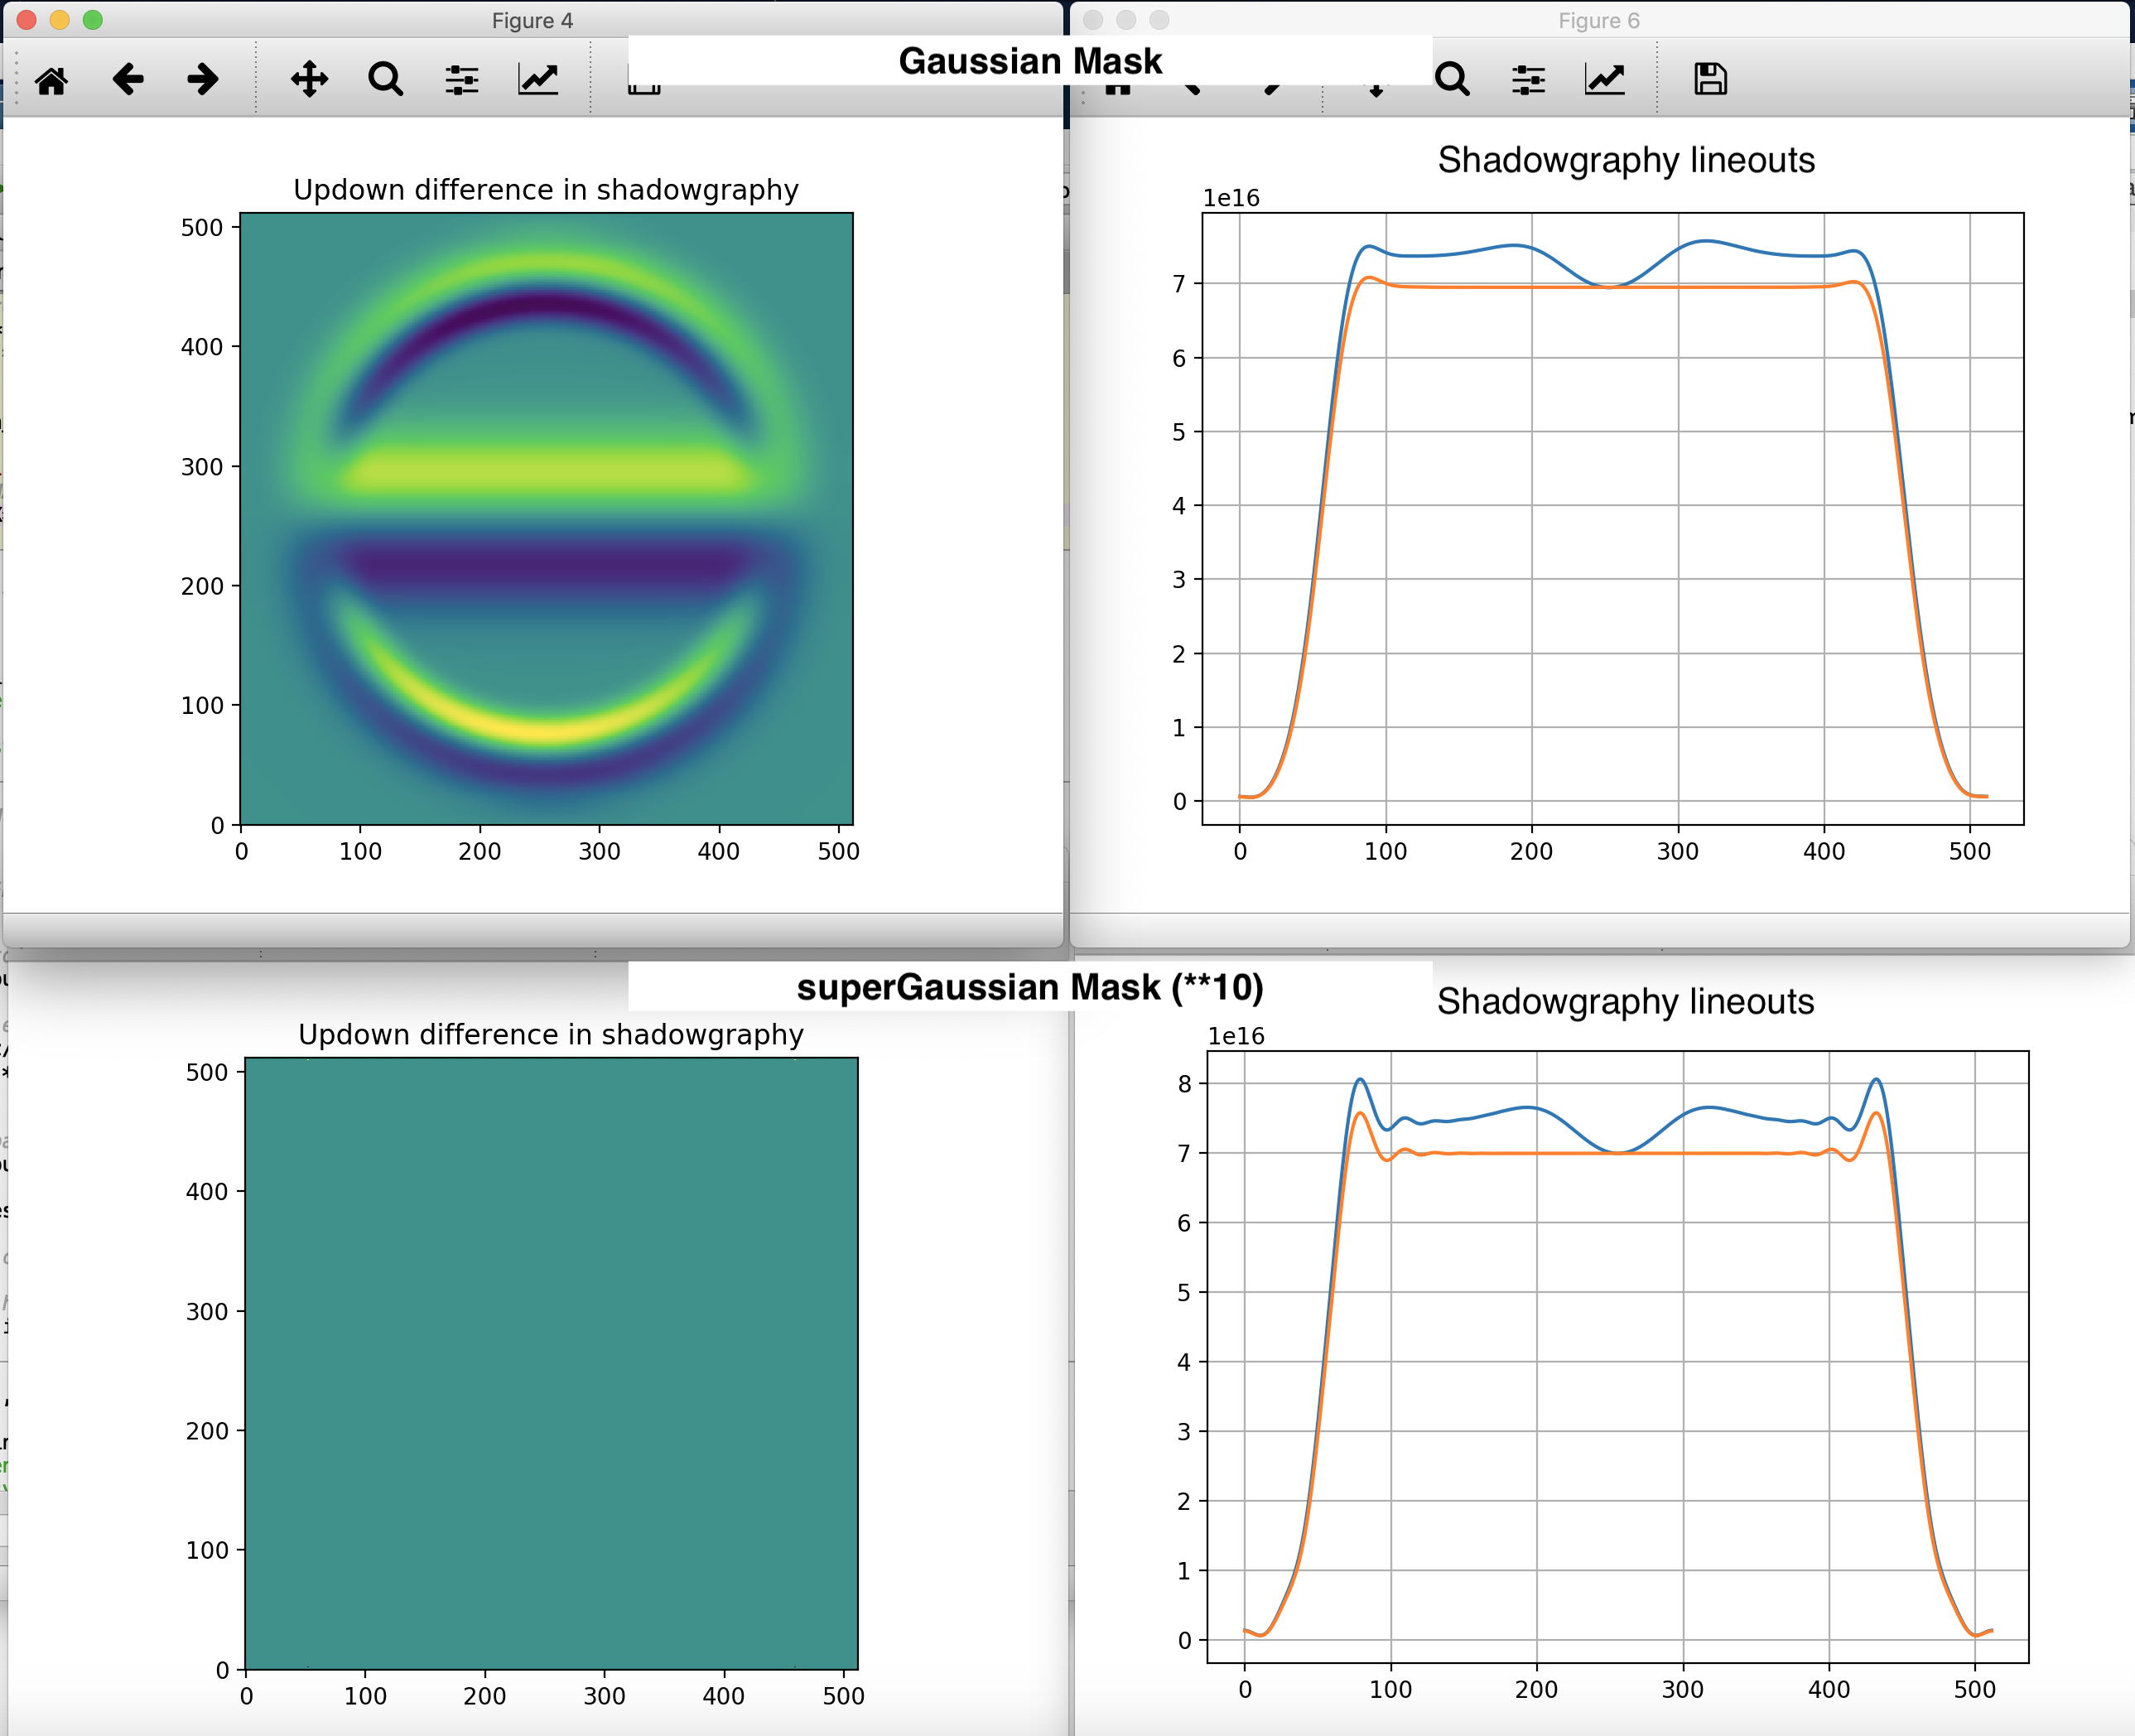 Figure 4
Figure 6
Gaussian Mask
Updown difference in shadowgraphy
500
400
300
200
100
0
0 100 200 300 400 500
Shadowgraphy lineouts
1e16
7
6
5
4
3
2
1
0
0 100 200 300 400 500
superGaussian Mask (**10)
Updown difference in shadowgraphy
500
400
300
200
100
0
0 100 200 300 400 500
Shadowgraphy lineouts
1e16
8
7
6
5
4
3
2
1
0
0 100 200 300 400 500